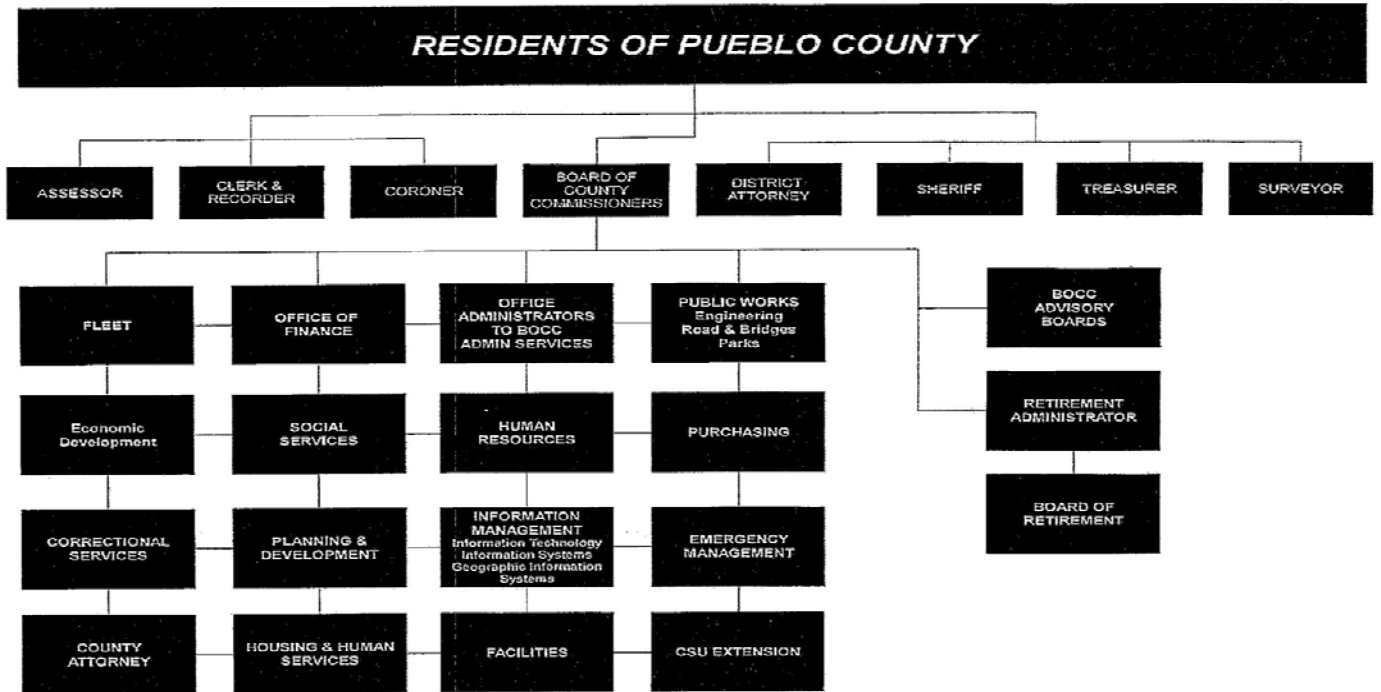 RESIDENTS OF PUEBLO COUNTY
ASSESSOR
CLERK &
RECORDER
CORONER
BOARD OF
COUNTY
COMMISSIONERS
DISTRICT
ATTORNEY
SHERIFF
TREASURER
SURVEYOR
FLEET
OFFICE OF
FINANCE
OFFICE
ADMINISTRATORS
TO BOCC
ADMIN SERVICES
PUBLIC WORKS
Engineering
Road & Bridges
Parks
BOCC
ADVISORY
BOARDS
Economic
Development
SOCIAL
SERVICES
HUMAN
RESOURCES
PURCHASING
RETIREMENT
ADMINISTRATOR
CORRECTIONAL
SERVICES
PLANNING &
DEVELOPMENT
INFORMATION
MANAGEMENT
Information Technology
Information Systems
Geographic Information
Systems
EMERGENCY
MANAGEMENT
BOARD OF
RETIREMENT
COUNTY
ATTORNEY
HOUSING & HUMAN
SERVICES
FACILITIES
CSU EXTENSION